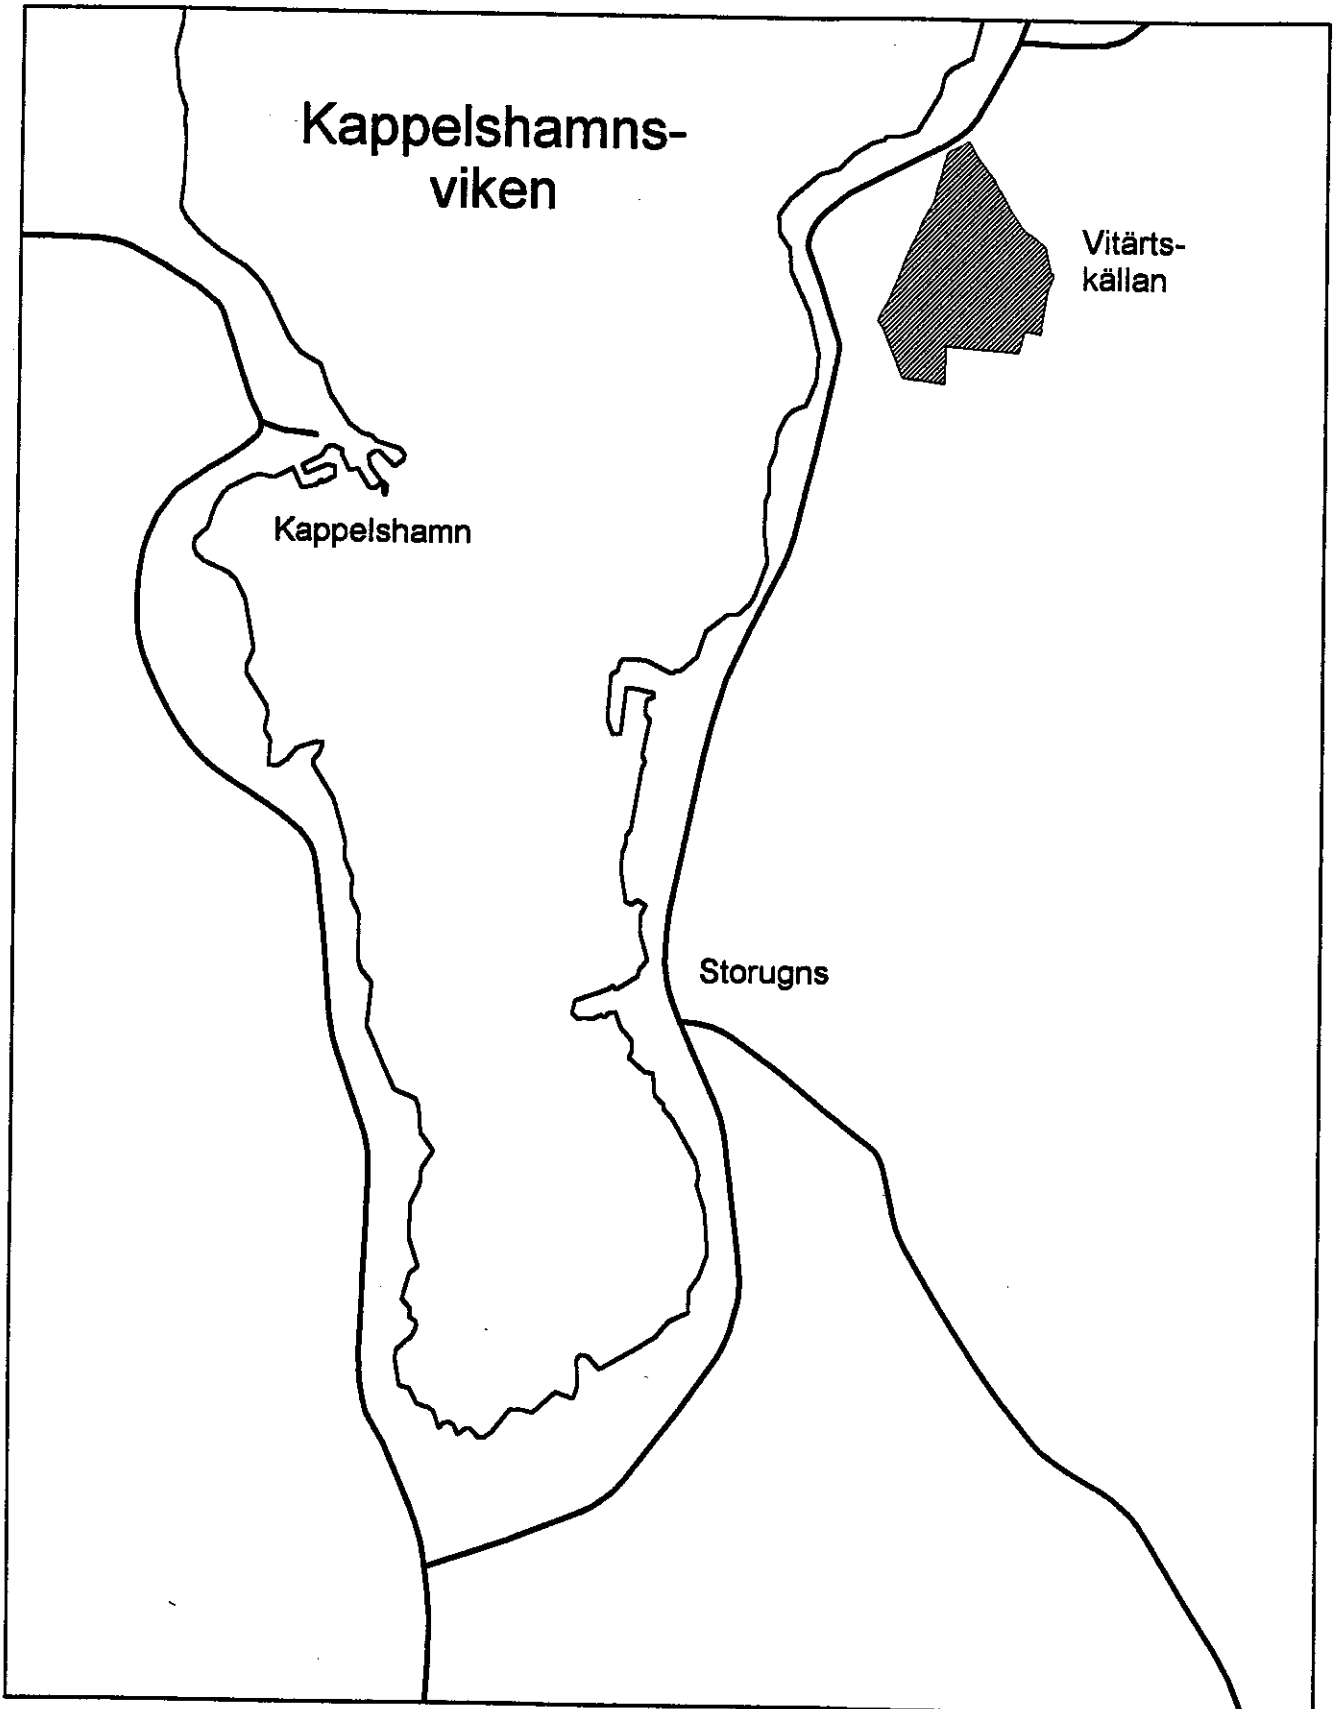 Kappelshamns-
viken
Vitärts-
källan
Kappelshamn
Storugns